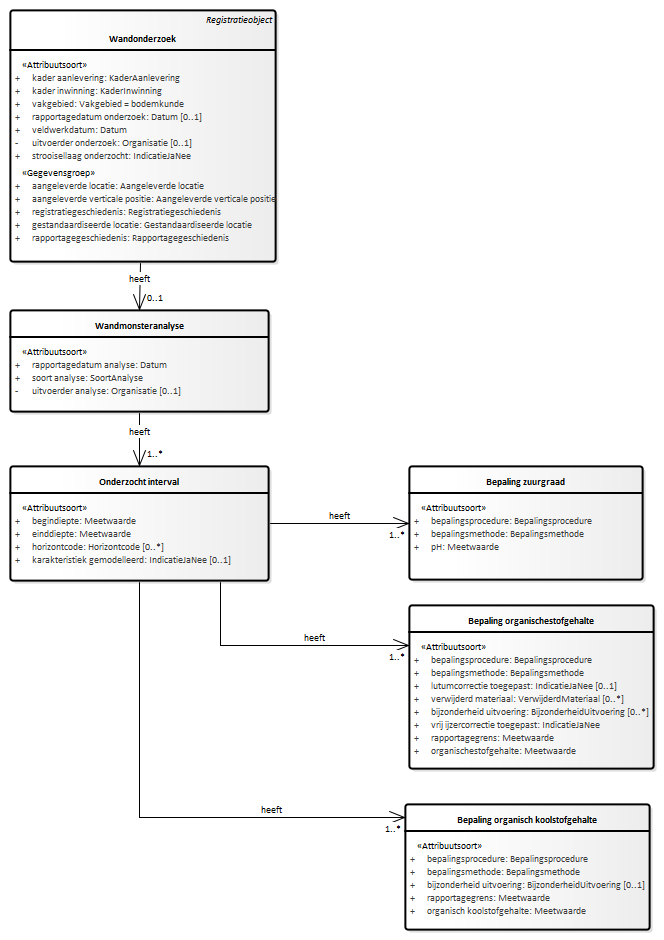 Registratieobject
Wandonderzoek
«Attribuutsoort»
+ kader aanlevering: KaderAanlevering
+ kader inwinning: KaderInwinning
+ vakgebied: Vakgebied = bodemkunde
+ rapportagedatum onderzoek: Datum [0..1]
+ veldwerkdatum: Datum
- uitvoerder onderzoek: Organisatie [0..1]
+ strooisellaag onderzocht: IndicatieJaNee
«Gegevensgroep»
+ aangeleverde locatie: Aangeleverde locatie
+ aangeleverde verticale positie: Aangeleverde verticale positie
+ registratiegeschiedenis: Registratiegeschiedenis
+ gestandaardiseerde locatie: Gestandaardiseerde locatie
+ rapportagegeschiedenis: Rapportagegeschiedenis
heeft
0..1
Wandmonsteranalyse
«Attribuutsoort»
+ rapportagedatum analyse: Datum
+ soort analyse: SoortAnalyse
- uitvoerder analyse: Organisatie [0..1]
heeft
1..*
Onderzocht interval
«Attribuutsoort»
+ begindiepte: Meetwaarde
+ einddiepte: Meetwaarde
+ horizontcode: Horizontcode [0..*]
+ karakteristiek gemodelleerd: IndicatieJaNee [0..1]
heeft
1..*
Bepaling zuurgraad
«Attribuutsoort»
+ bepalingsprocedure: Bepalingsprocedure
+ bepalingsmethode: Bepalingsmethode
+ pH: Meetwaarde
heeft
1..*
Bepaling organischestofgehalte
«Attribuutsoort»
+ bepalingsprocedure: Bepalingsprocedure
+ bepalingsmethode: Bepalingsmethode
+ lutumcorrectie toegepast: IndicatieJaNee [0..1]
+ verwijderd materiaal: VerwijderdMateriaal [0..*]
+ bijzonderheid uitvoering: BijzonderheidUitvoering [0..*]
+ vrij ijzercorrectie toegepast: IndicatieJaNee
+ rapportagegrens: Meetwaarde
+ organischestofgehalte: Meetwaarde
heeft
1..*
Bepaling organisch koolstofgehalte
«Attribuutsoort»
+ bepalingsprocedure: Bepalingsprocedure
+ bepalingsmethode: Bepalingsmethode
+ bijzonderheid uitvoering: BijzonderheidUitvoering [0..1]
+ rapportagegrens: Meetwaarde
+ organisch koolstofgehalte: Meetwaarde